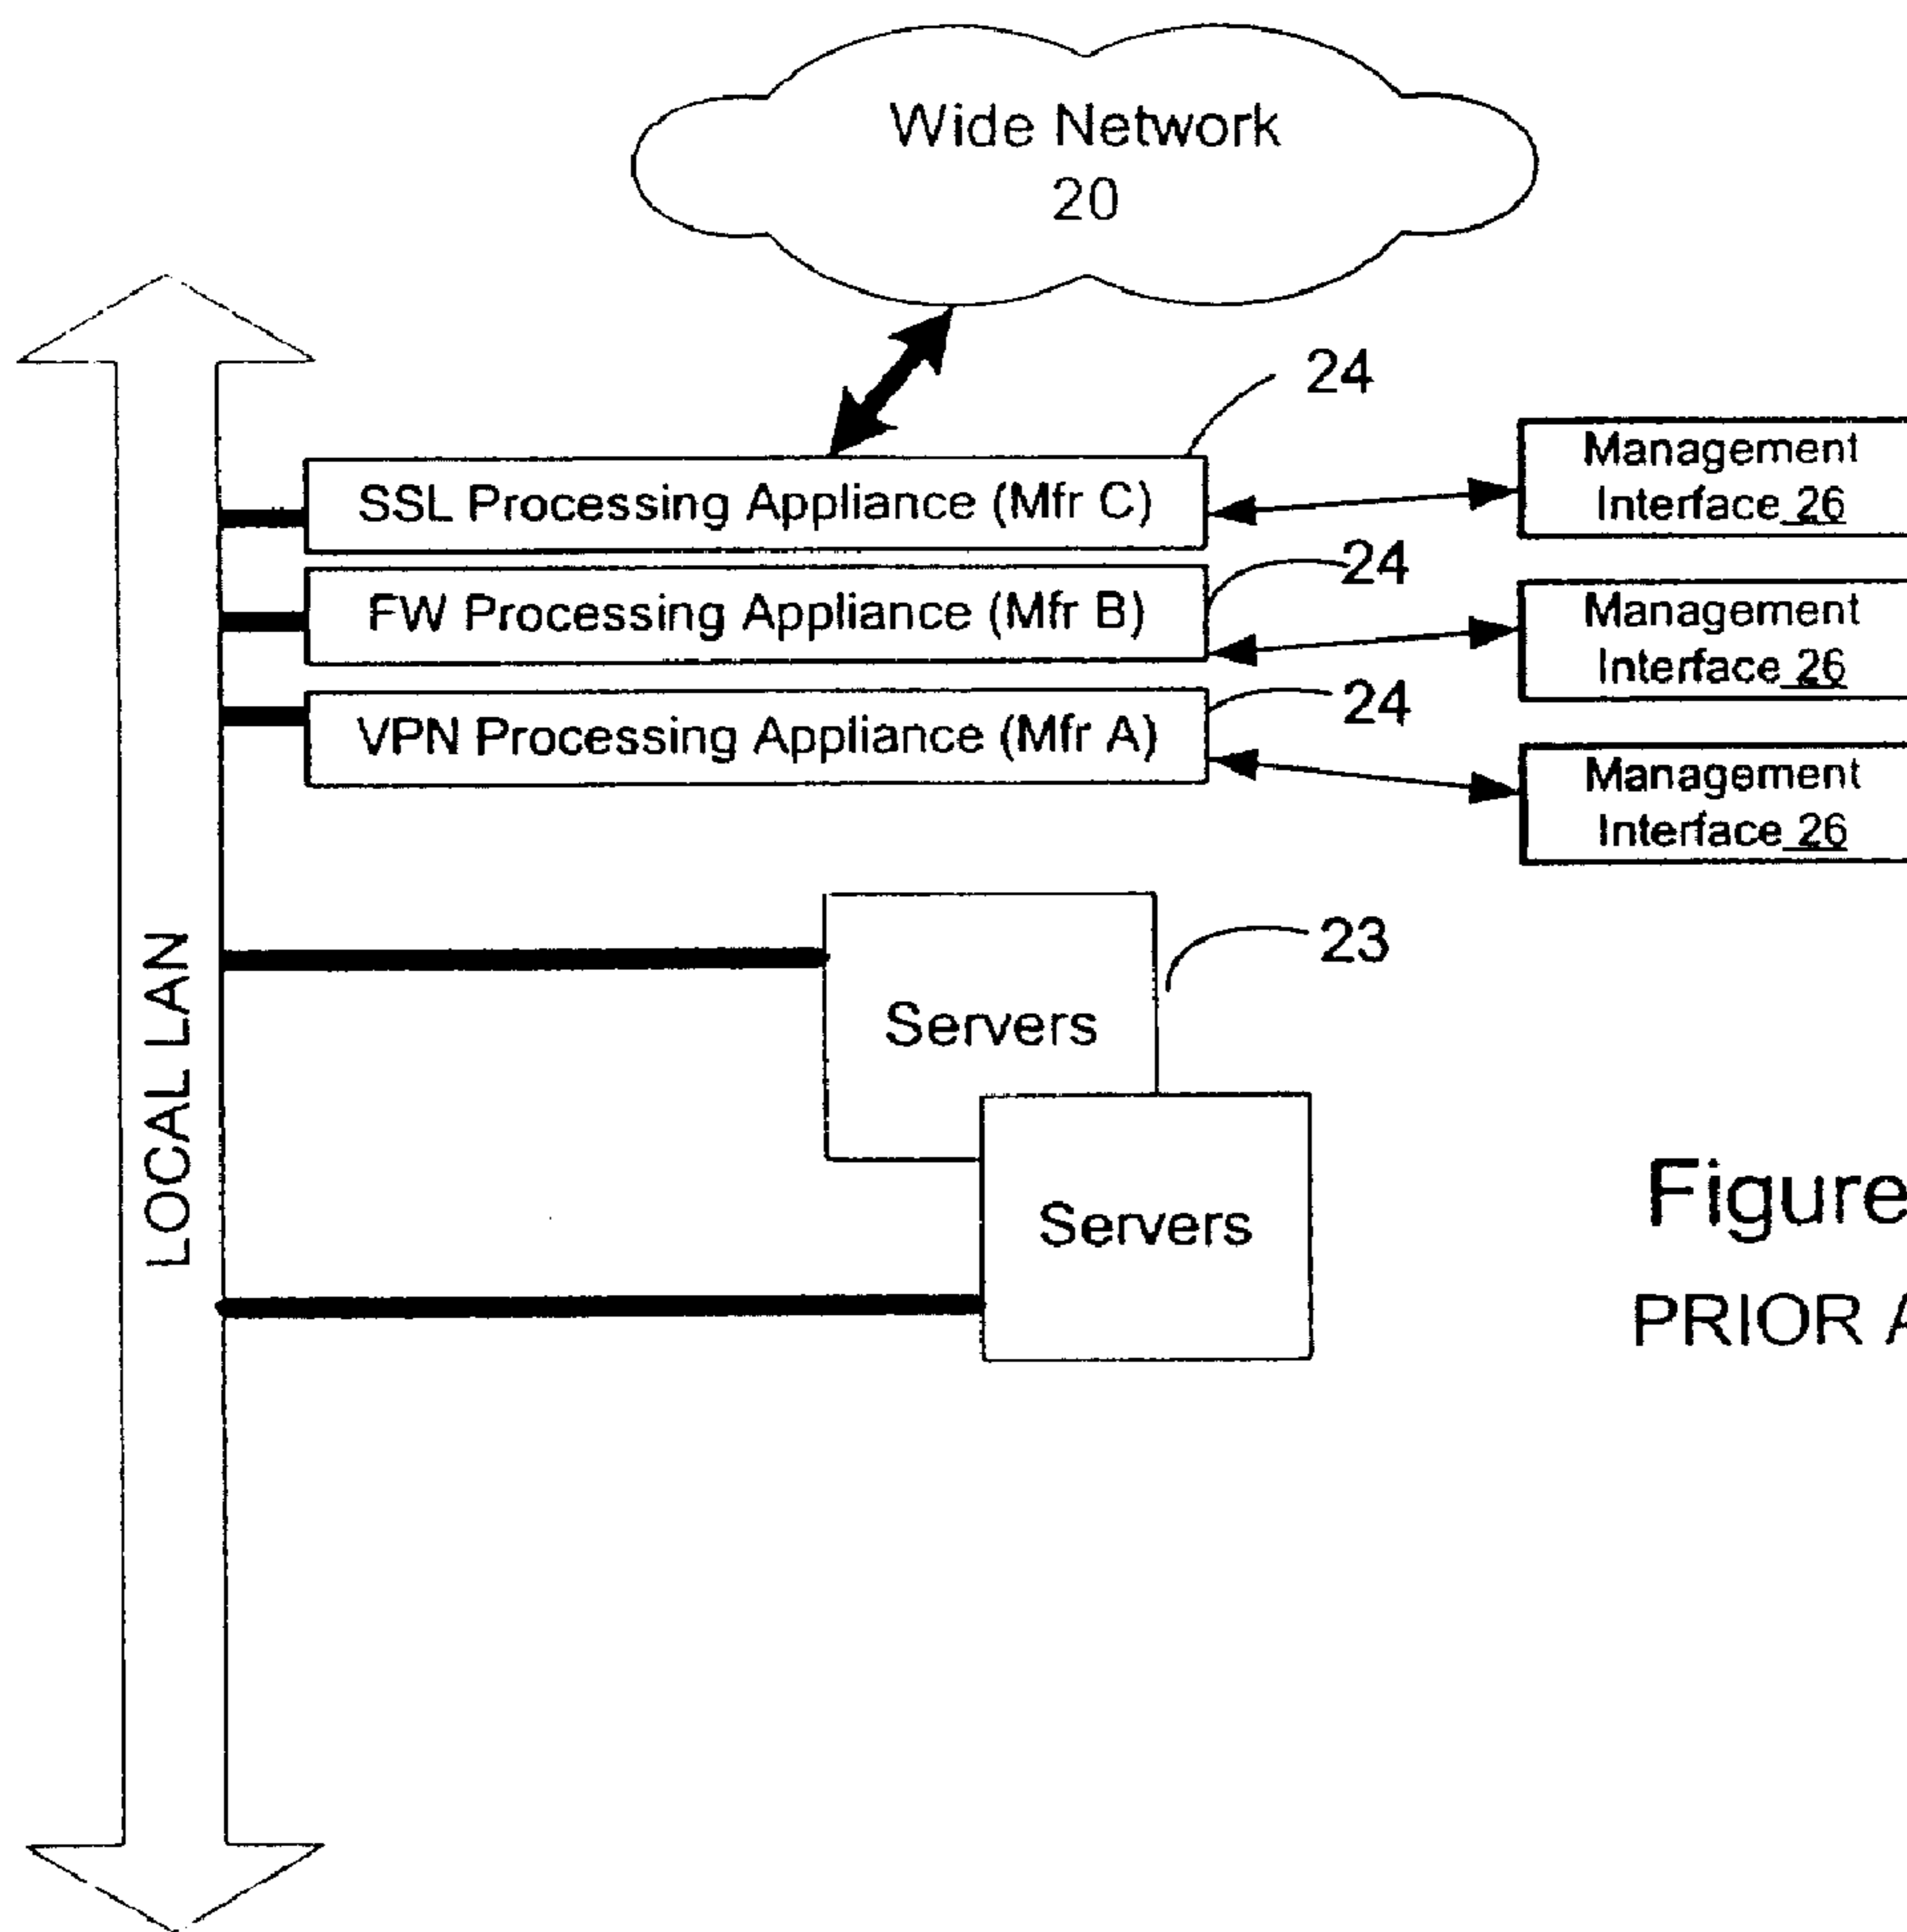 Wide Network
20
24
SSL Processing Appliance (Mfr C)
Management
Interface 26
24
FW Processing Appliance (Mfr B)
Management
Interface 26
24
VPN Processing Appliance (Mfr A)
Management
Interface 26
LOCAL LAN
23
Servers
Servers
Figure
PRIOR A